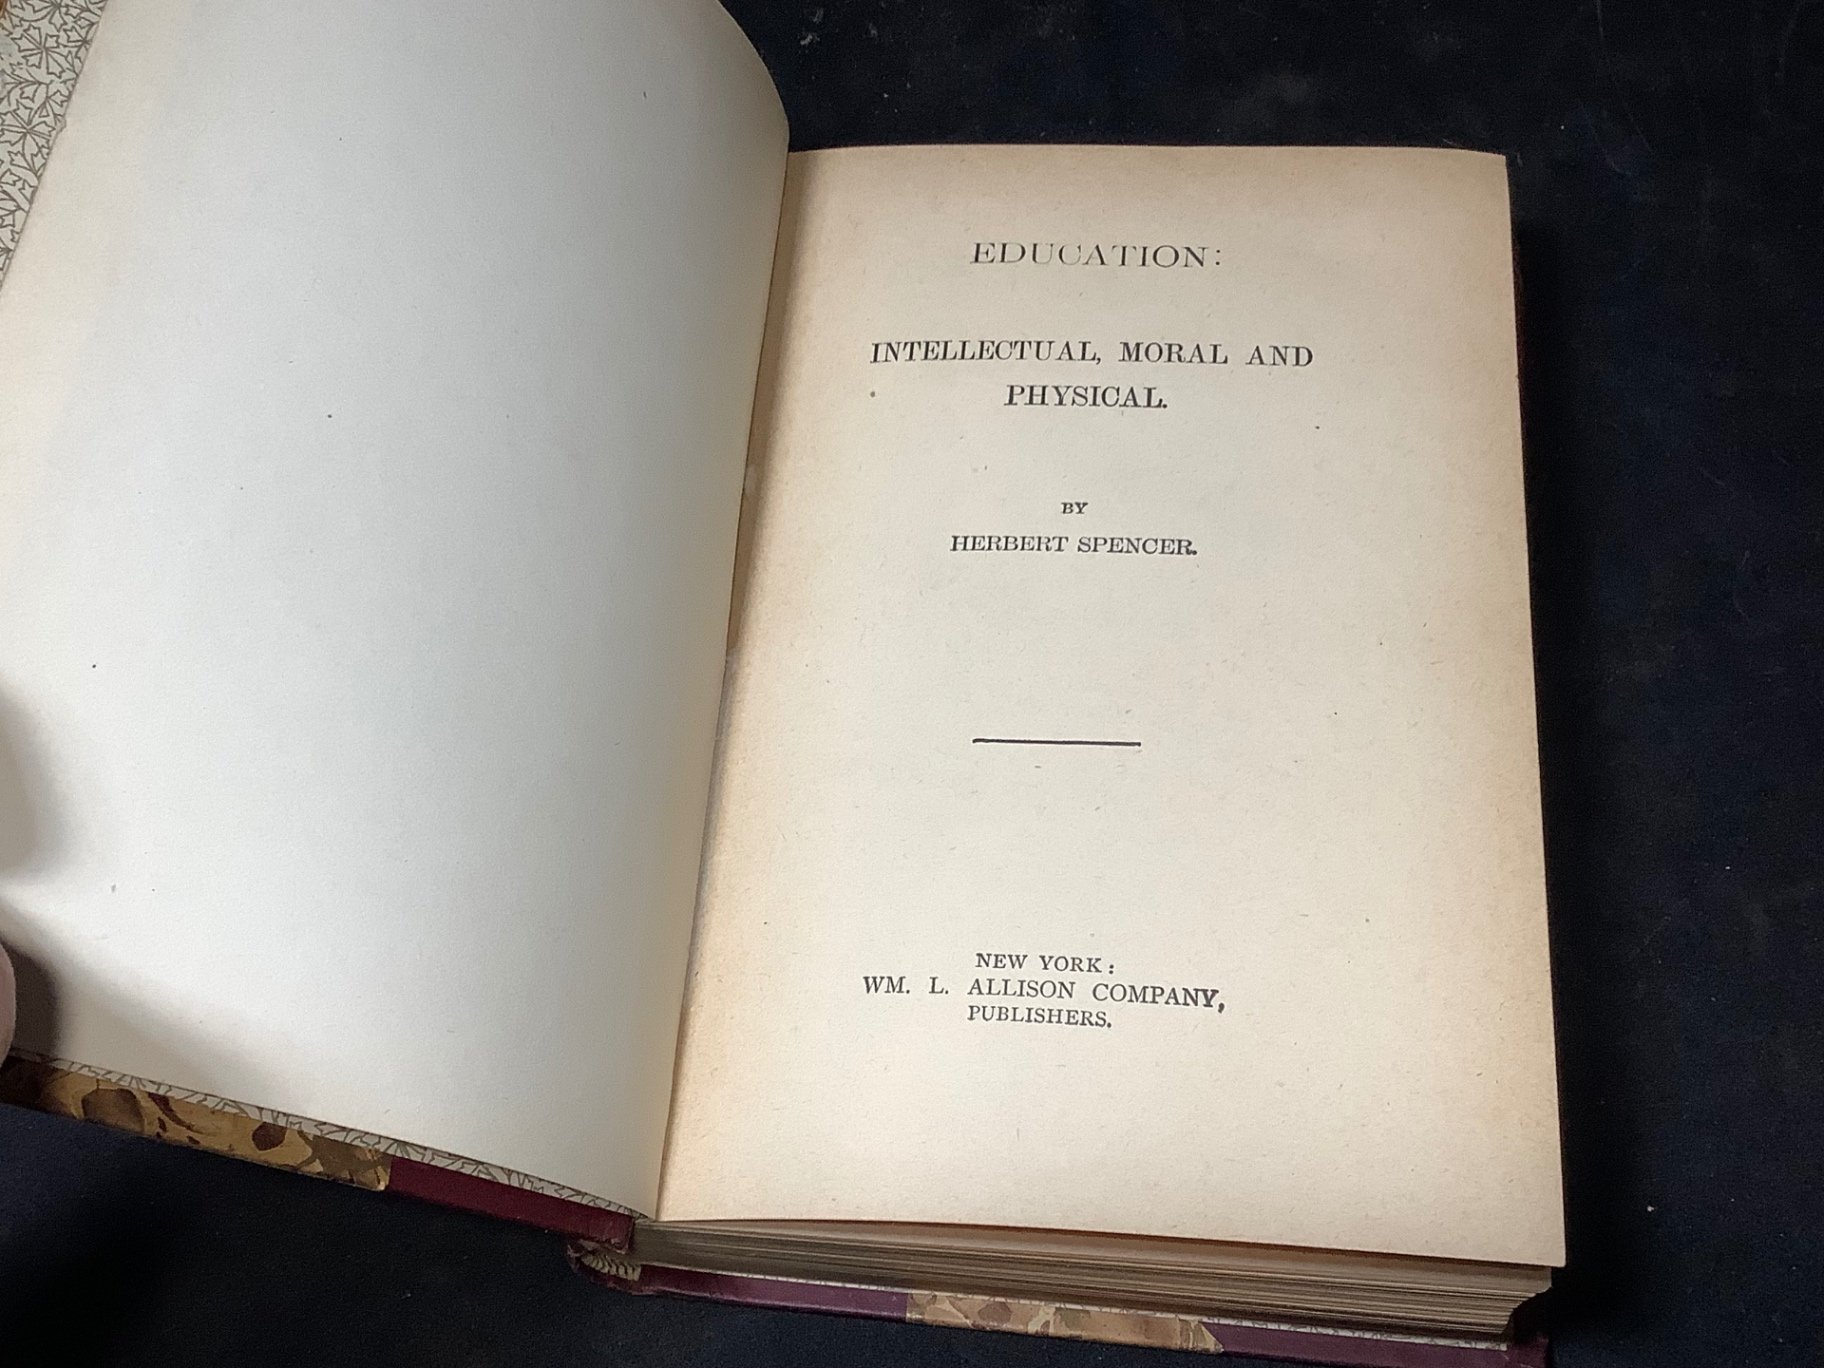 EDUCATION:
INTELLECTUAL, MORAL AND
PHYSICAL.
BY
HERBERT SPENCER.
NEW YORK:
WM. L. ALLISON COMPANY,
PUBLISHERS.